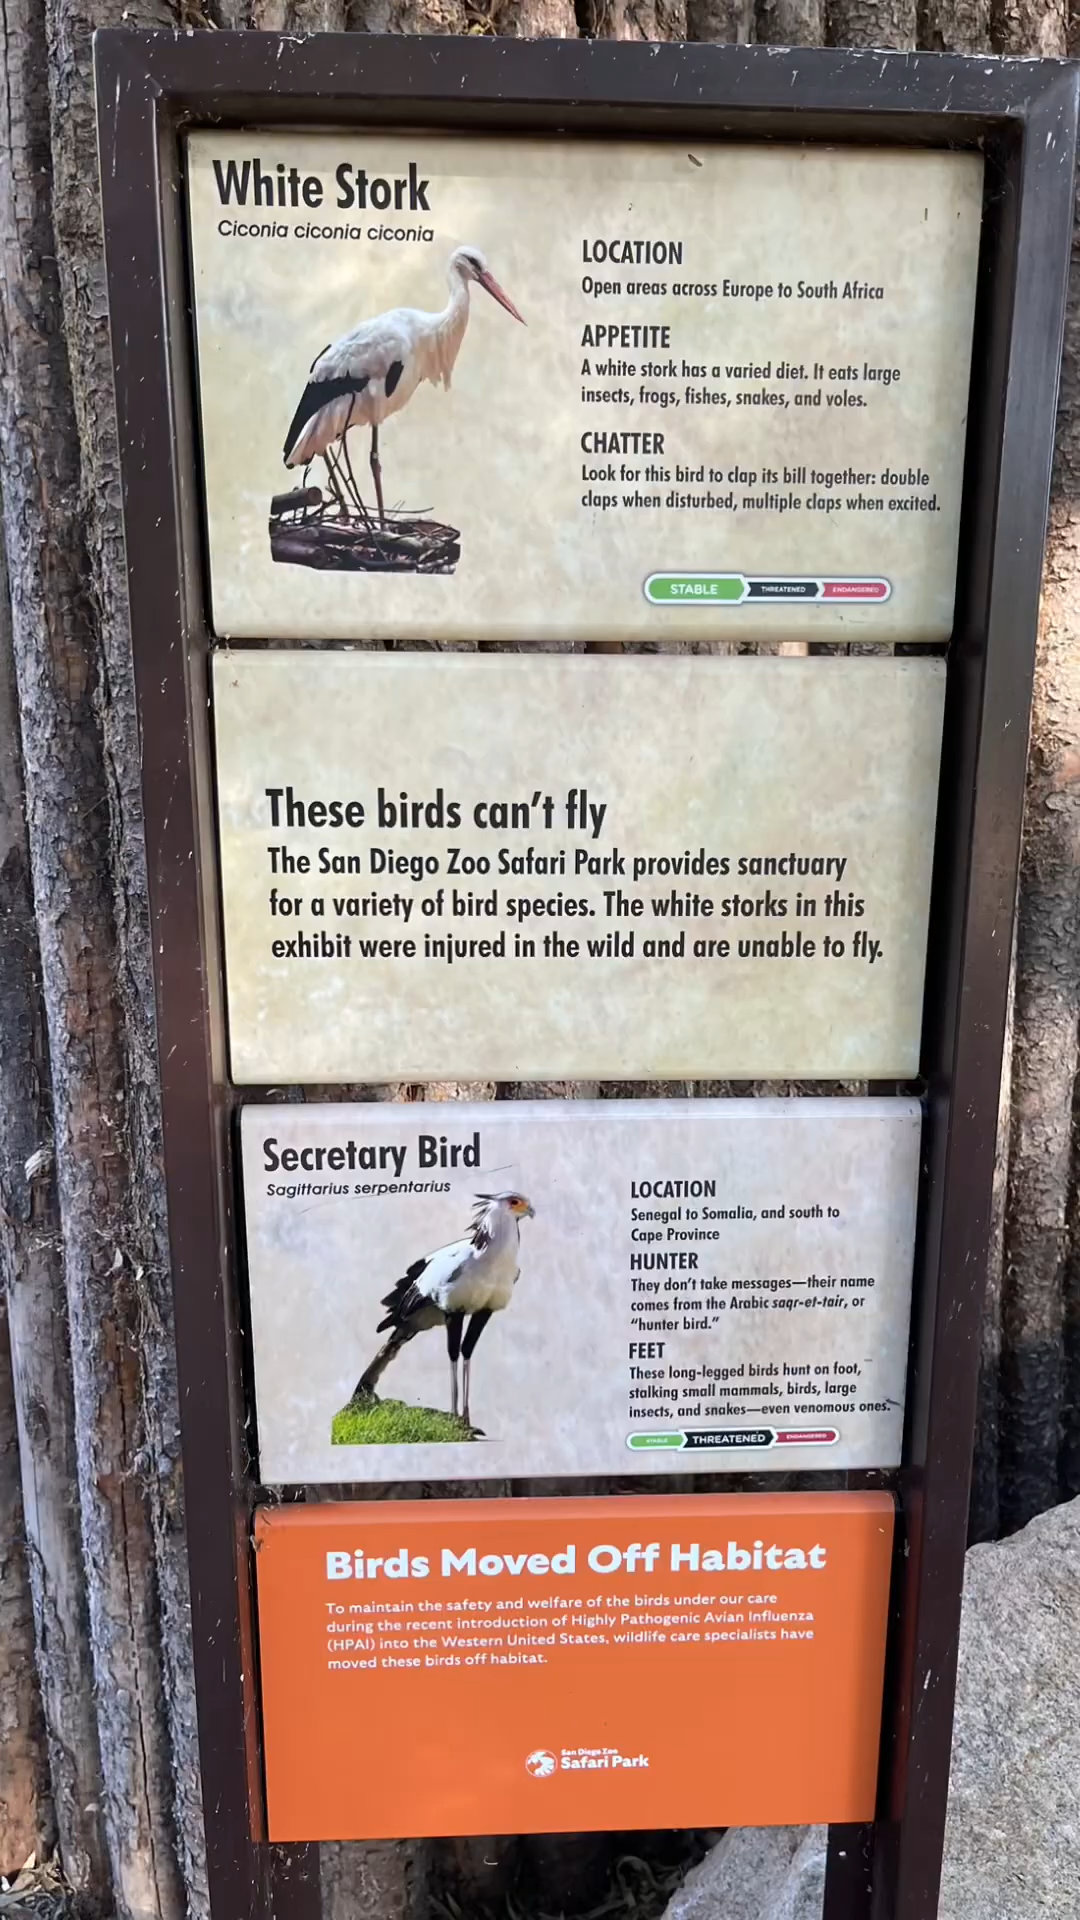 White Stork
Ciconia ciconia ciconia
LOCATION
Open areas across Europe to South Africa
APPETITE
A white stork has a varied diet. It eats large
insects, frogs, fishes, snakes, and voles.
CHATTER
Look for this bird to clap its bill together: double
claps when disturbed, multiple claps when excited.
STABLE THREATENED ENDANGERED
These birds can't fly
The San Diego Zoo Safari Park provides sanctuary
for a variety of bird species. The white storks in this
exhibit were injured in the wild and are unable to fly.
Secretary Bird
Sagittarius serpentarius
LOCATION
Senegal to Somalia, and south to
Cape Province
HUNTER
They don't take messages—their name
comes from the Arabic saqr-et-tair, or
“hunter bird.”
FEET
These long-legged birds hunt on foot,
stalking small mammals, birds, large
insects, and snakes—even venomous ones.
STABLE THREATENED ENDANGERED
Birds Moved Off Habitat
To maintain the safety and welfare of the birds under our care
during the recent introduction of Highly Pathogenic Avian Influenza
(HPAI) into the Western United States, wildlife care specialists have
moved these birds off habitat.
San Diego Zoo
Safari Park